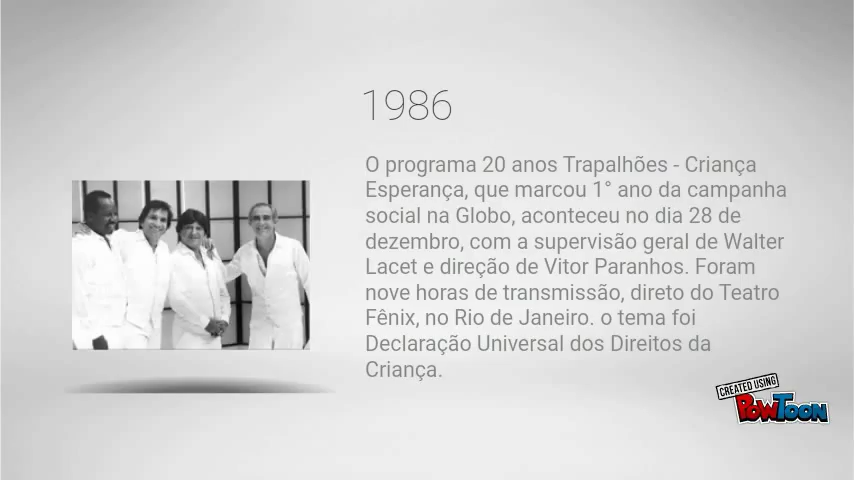 1986
O programa 20 anos Trapalhões - Criança
Esperança, que marcou 1° ano da campanha
social na Globo, aconteceu no dia 28 de
dezembro, com a supervisão geral de Walter
Lacet e direção de Vitor Paranhos. Foram
nove horas de transmissão, direto do Teatro
Fênix, no Rio de Janeiro. o tema foi
Declaração Universal dos Direitos da
Criança.
CREATED USING
POWTOON